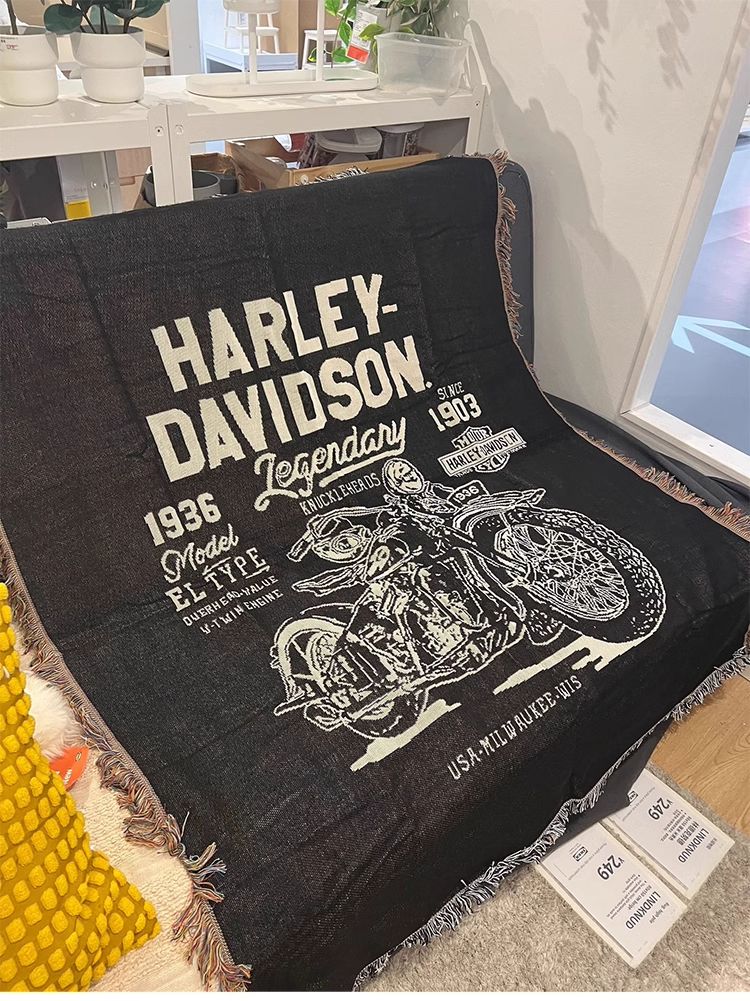 HARLEY-
DAVIDSON.
Legendary
KNUCKLEHEADS
SINCE
1903
HARLEY-DAVIDSON
1936
1936
Model
EL TYPE
OVERHEAD-VALUE
V-TWIN ENGINE
USA-MILWAUKEE-WIS
¥249
LINDKNUD
¥249
LINDKNUD